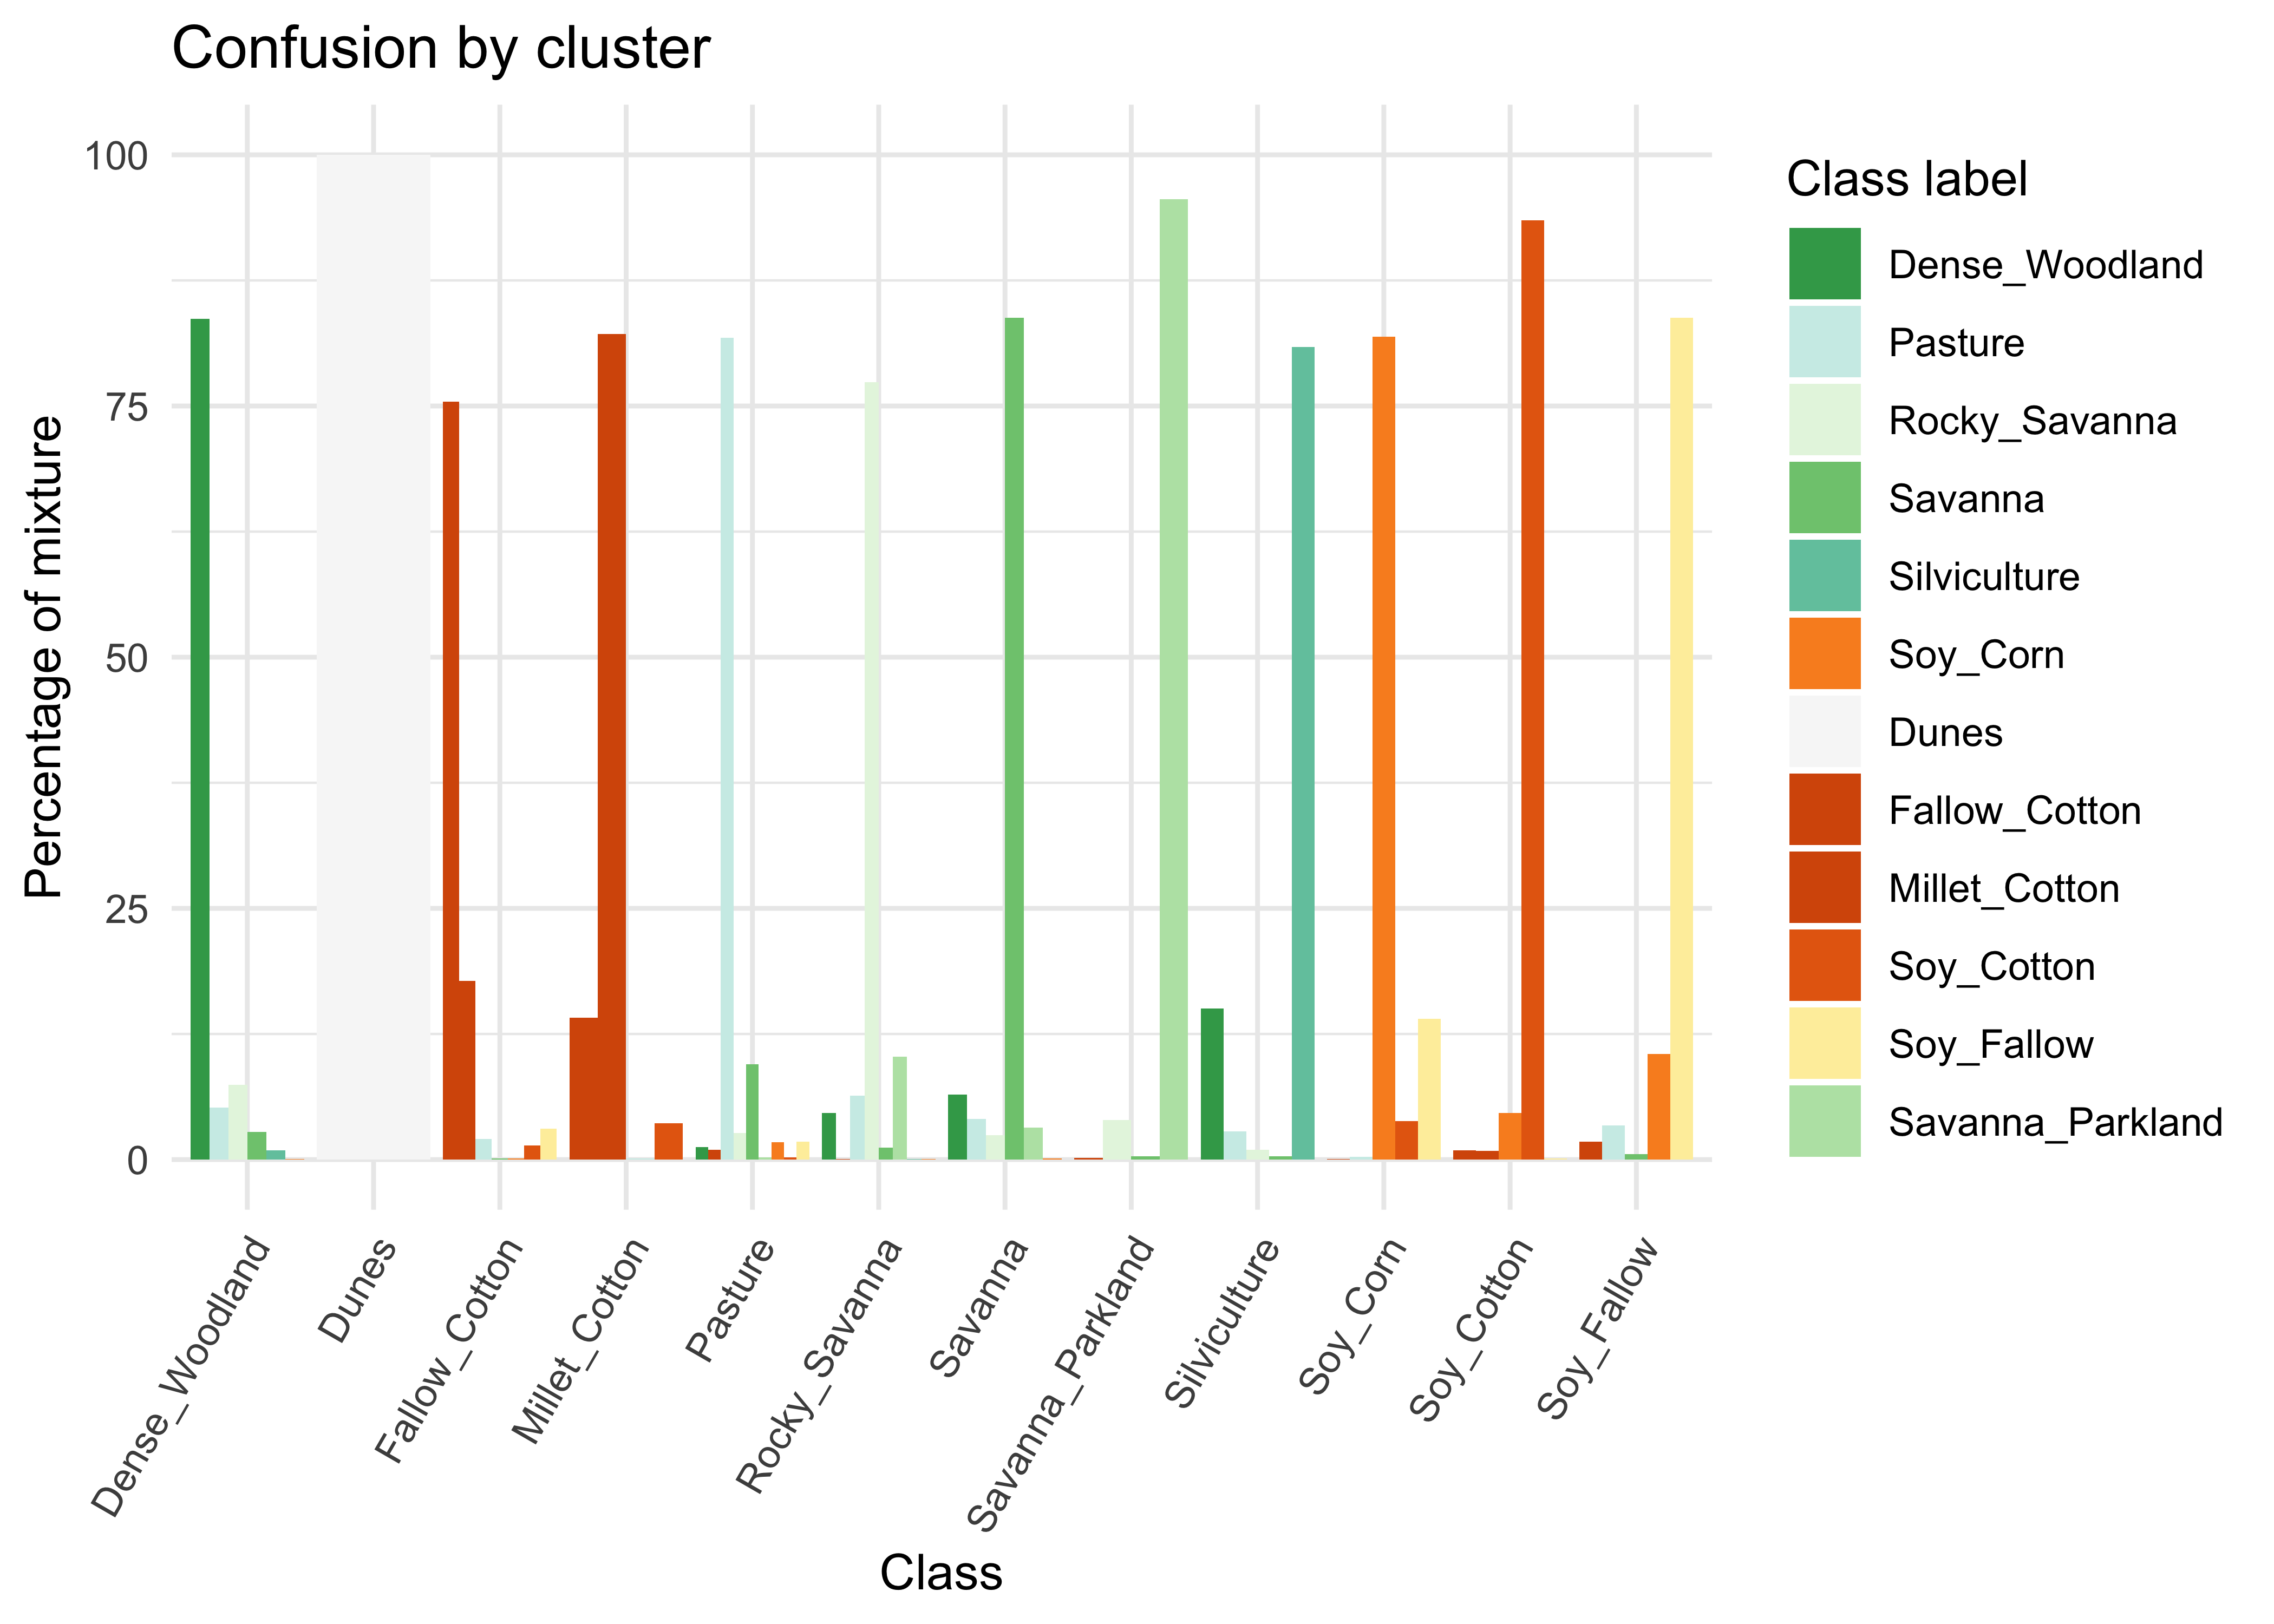 Confusion by cluster
Percentage of mixture
100
75
50
25
0
Dense_Woodland
Dunes
Fallow_Cotton
Millet_Cotton
Pasture
Rocky_Savanna
Savanna
Savanna_Parkland
Silviculture
Soy_Corn
Soy_Cotton
Soy_Fallow
Class
Class label
Dense_Woodland
Pasture
Rocky_Savanna
Savanna
Silviculture
Soy_Corn
Dunes
Fallow_Cotton
Millet_Cotton
Soy_Cotton
Soy_Fallow
Savanna_Parkland